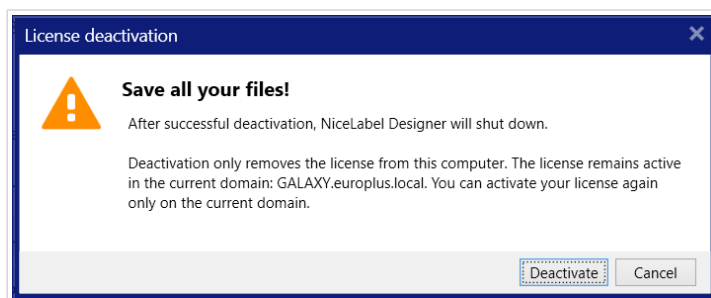 License deactivation
Save all your files!
After successful deactivation, NiceLabel Designer will shut down.
Deactivation only removes the license from this computer. The license remains active
in the current domain: GALAXY.europlus.local. You can activate your license again
only on the current domain.
Deactivate Cancel